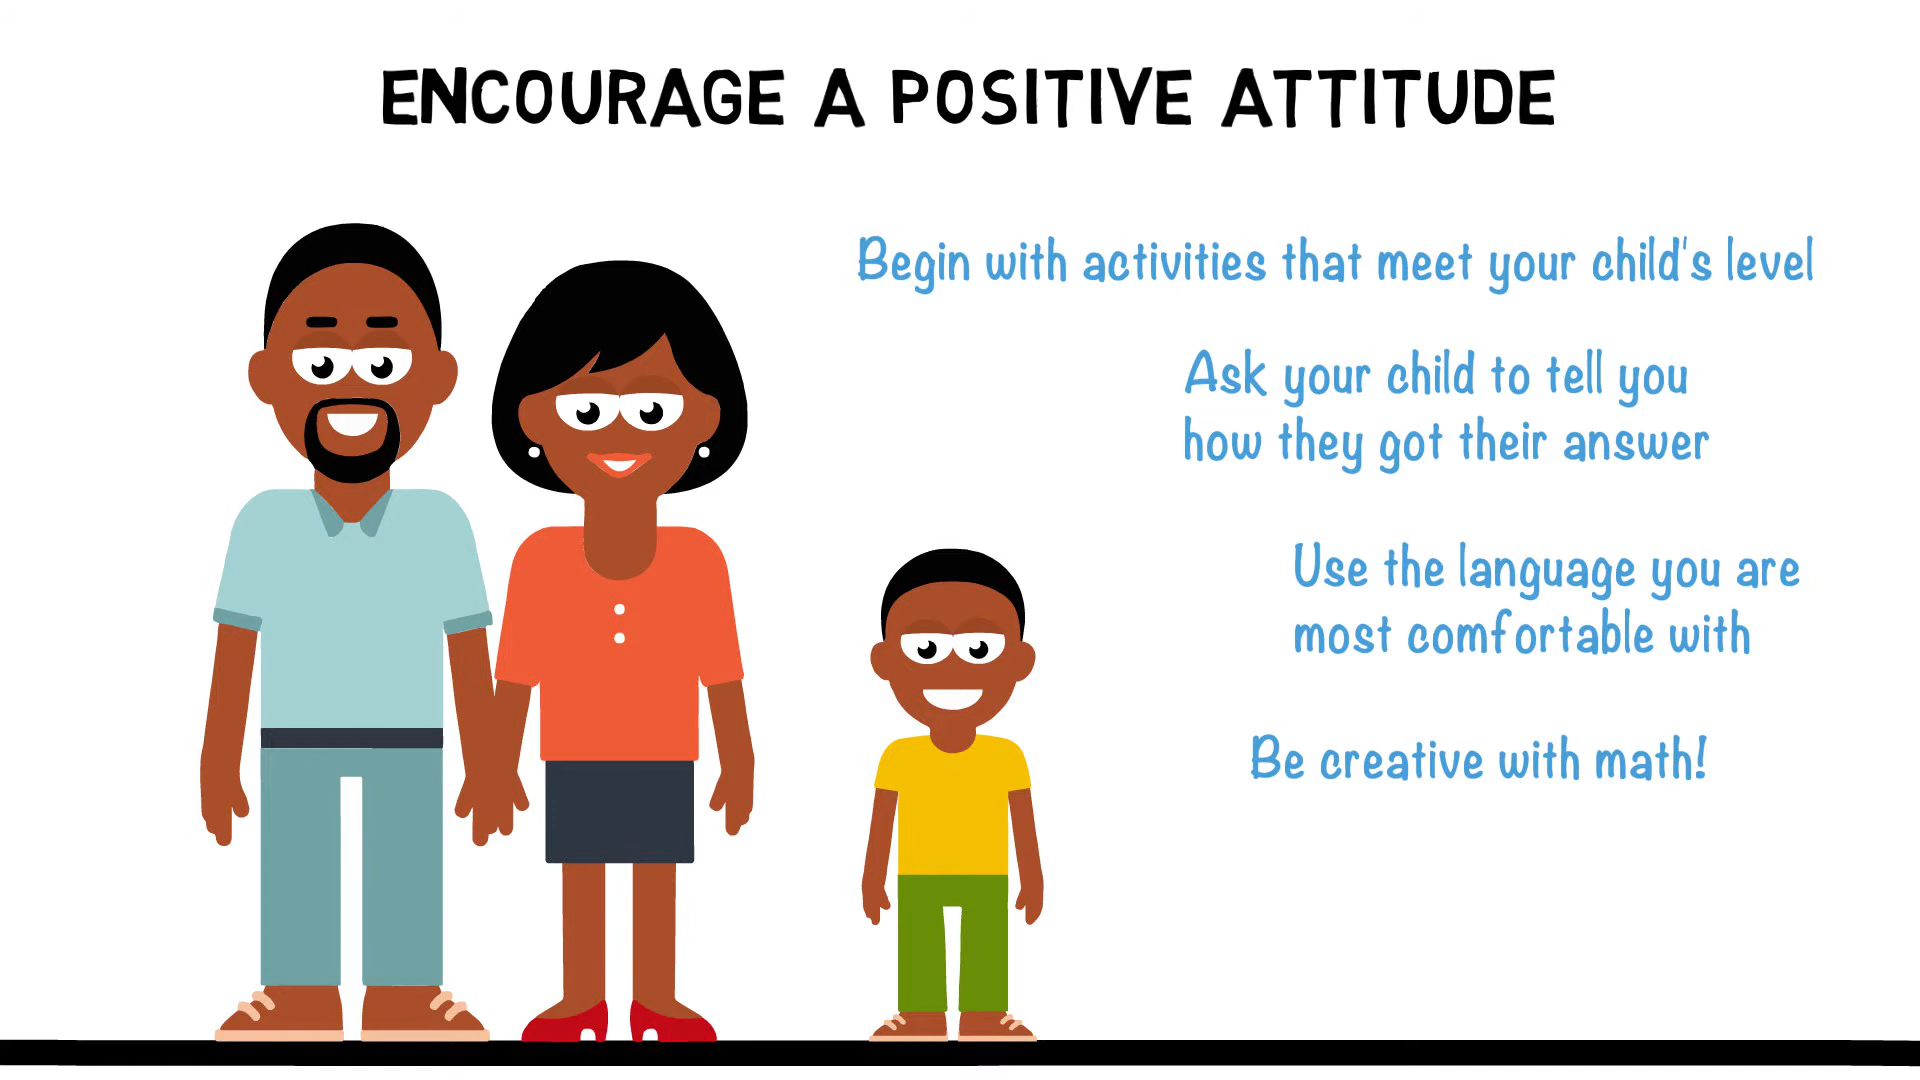 ENCOURAGE A POSITIVE ATTITUDE
Begin with activities that meet your child's level
Ask your child to tell you
how they got their answer
Use the language you are
most comfortable with
Be creative with math!